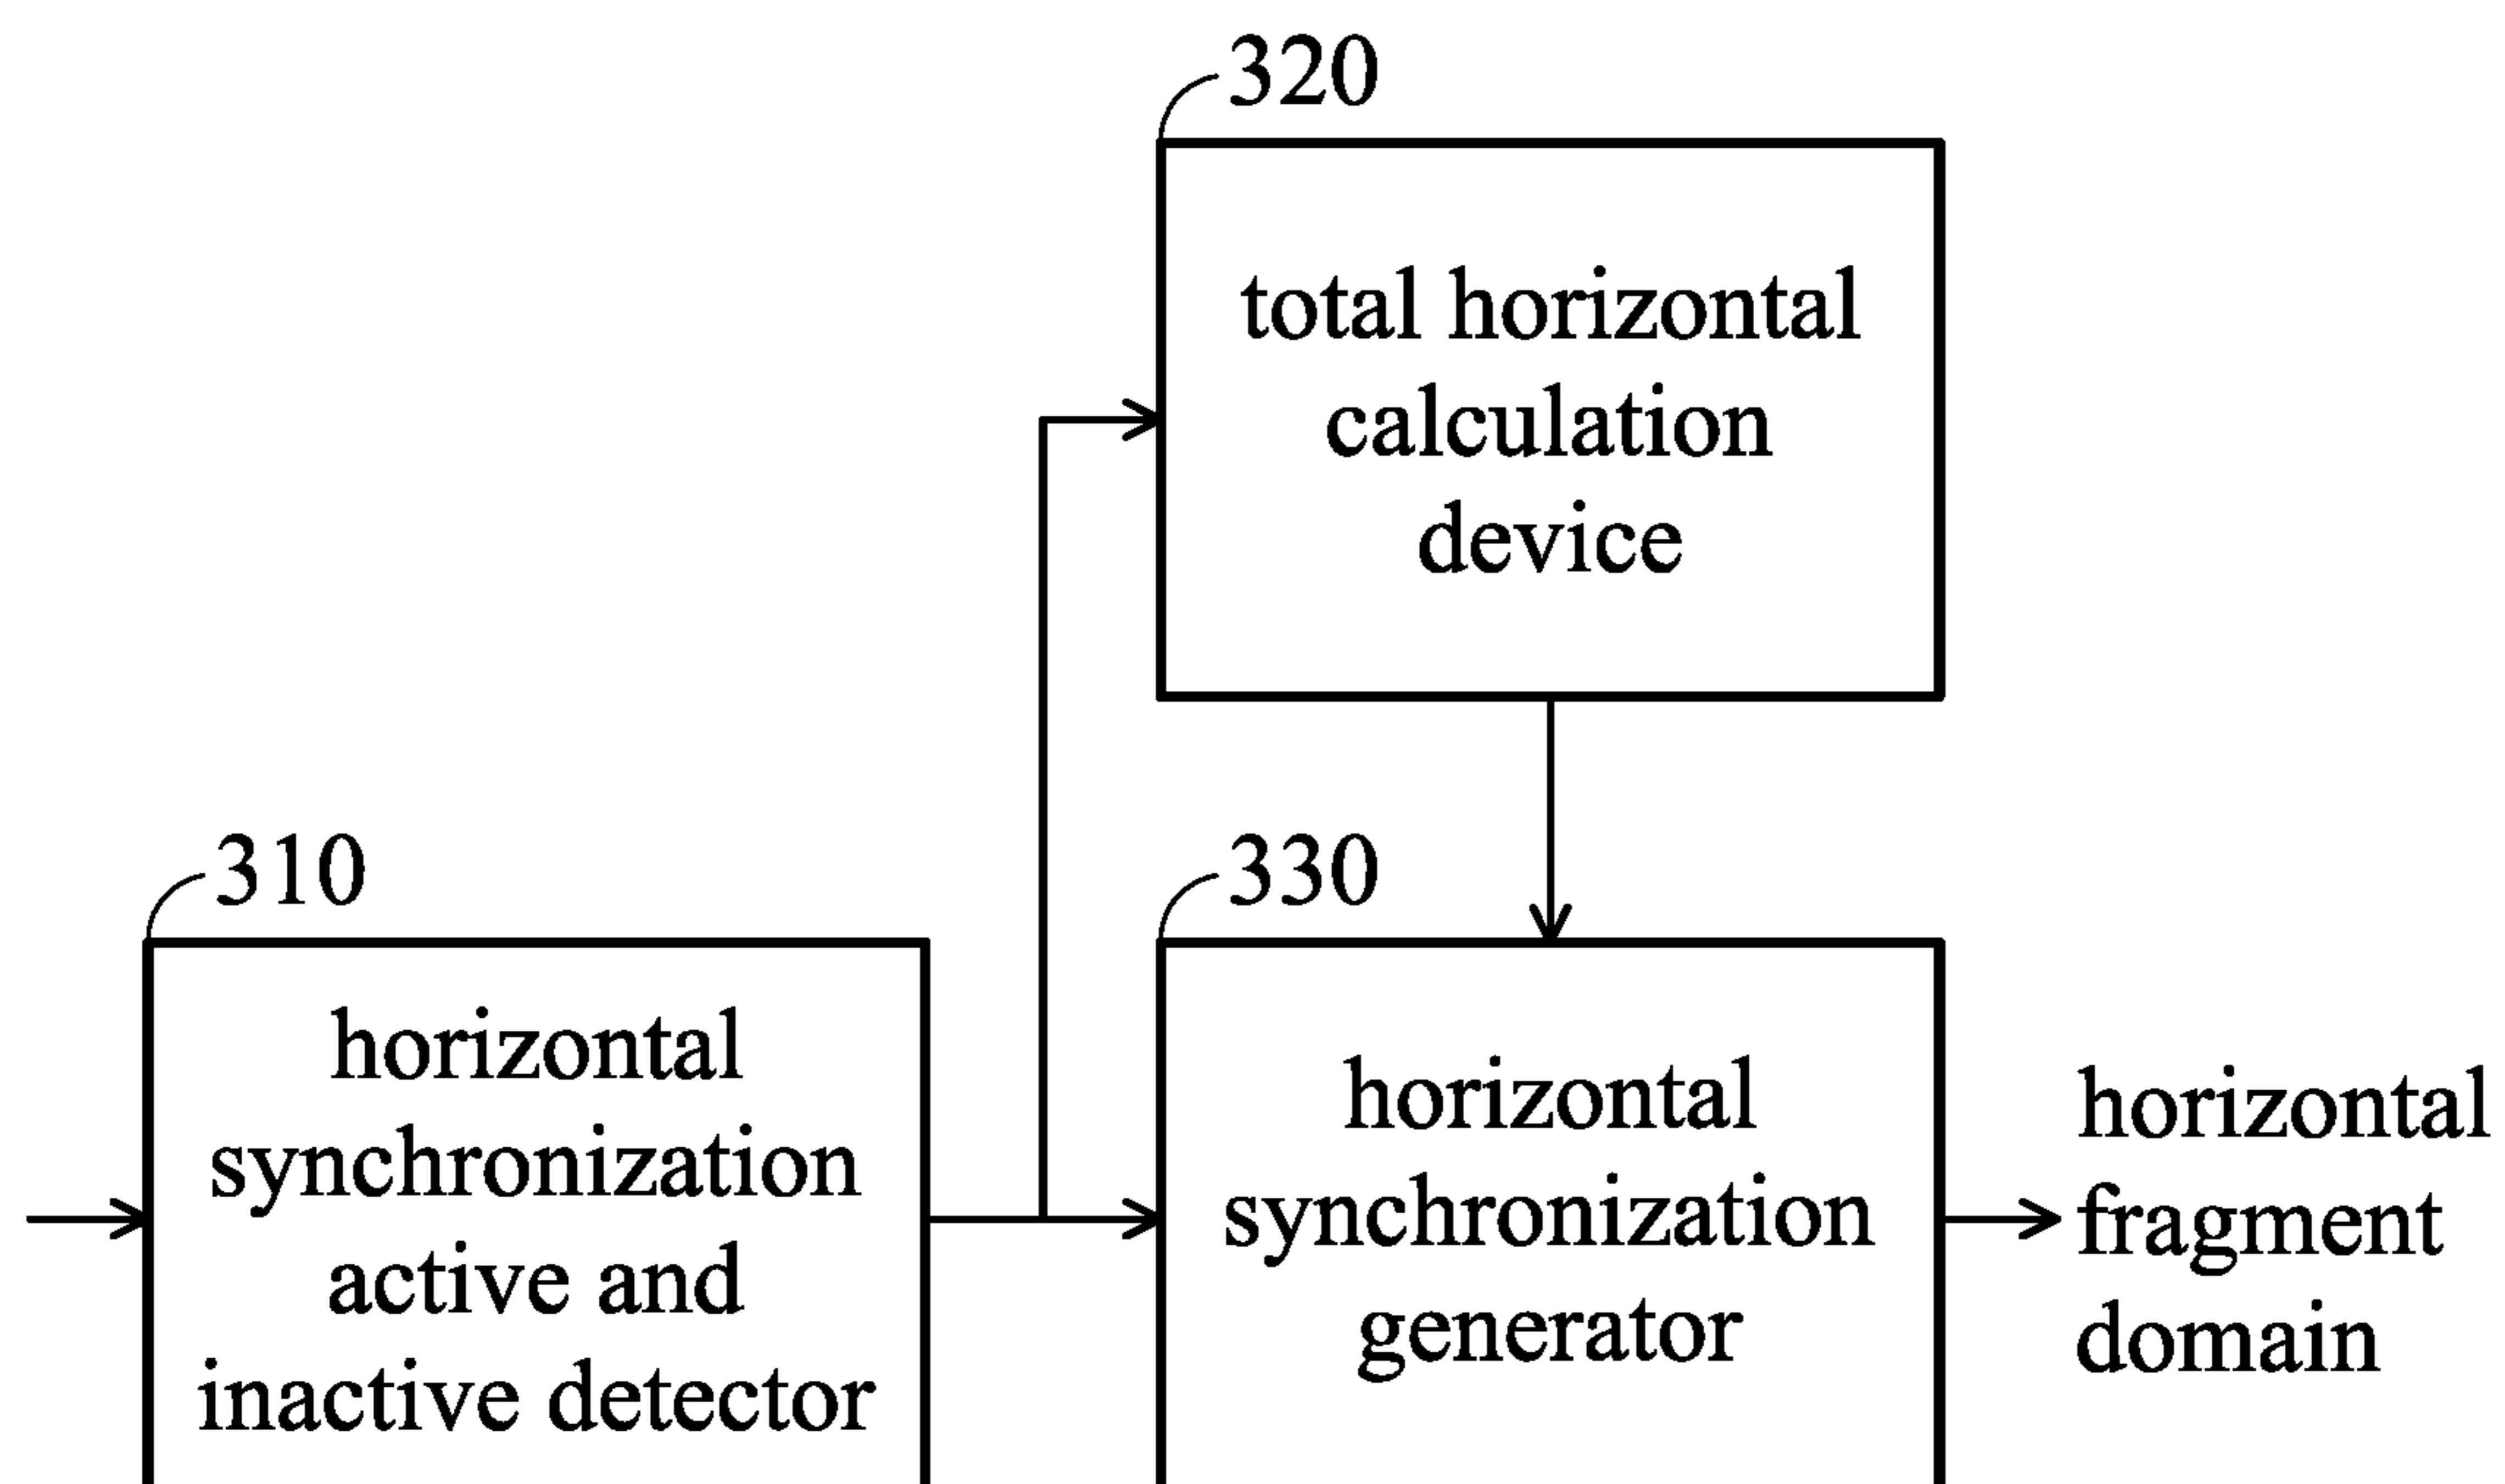 320
total horizontal
calculation
device
310
horizontal
synchronization
active and
inactive detector
330
horizontal
synchronization
generator
horizontal
fragment
domain